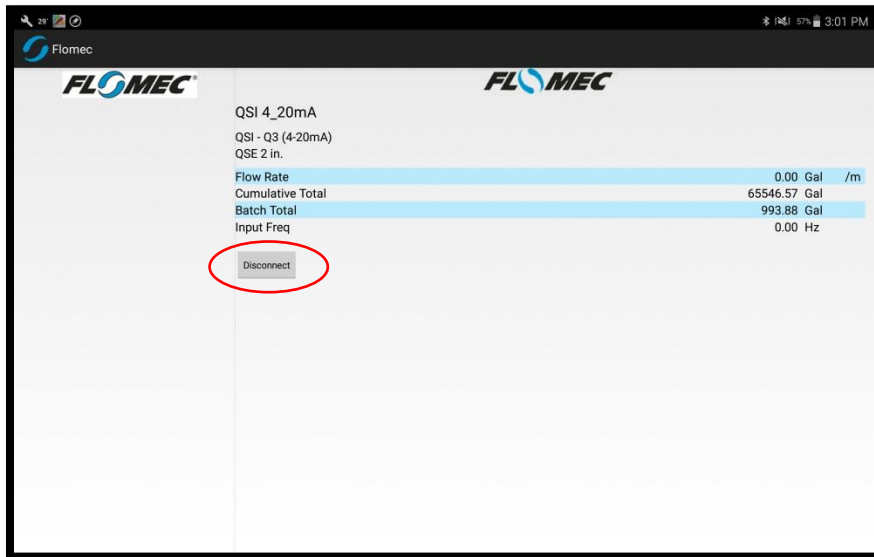 29° 57% 3:01 PM
Flomec
FLOMEC
FLOMEC
QSI 4_20mA
QSI - Q3 (4-20mA)
QSE 2 in.
Flow Rate 0.00 Gal /m
Cumulative Total 65546.57 Gal
Batch Total 993.88 Gal
Input Freq 0.00 Hz
Disconnect